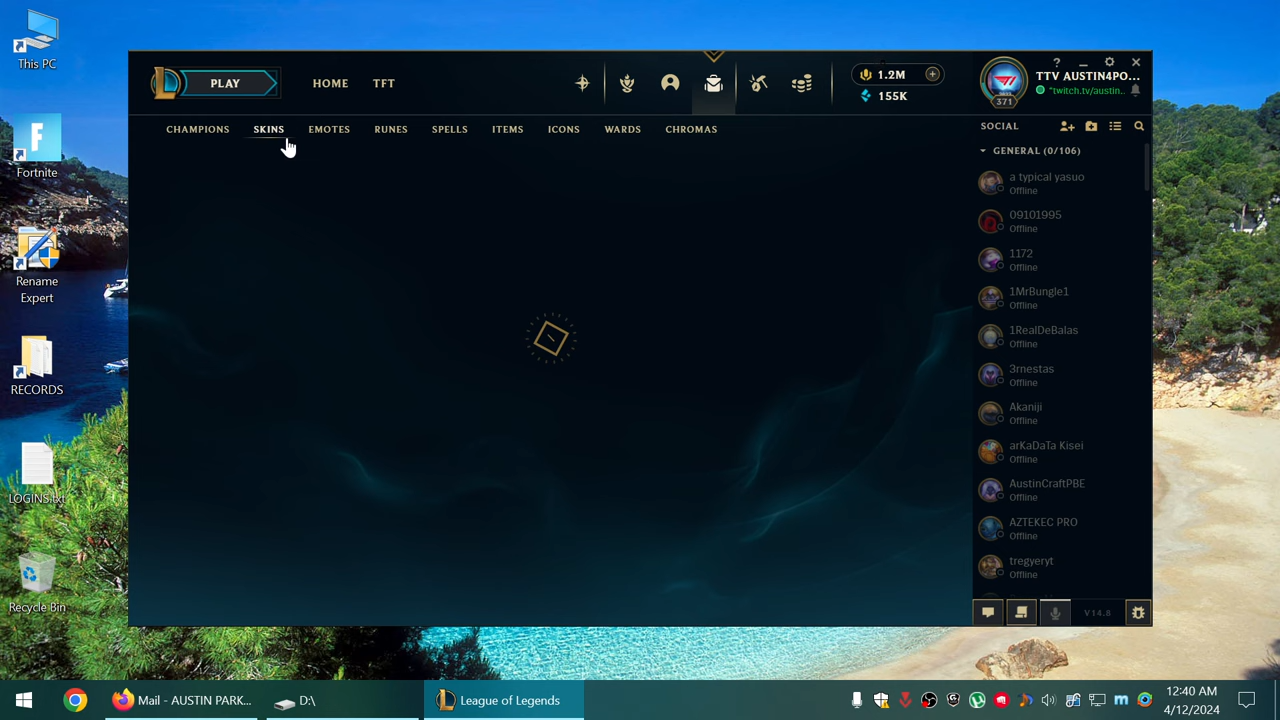 This PC
Fortnite
Rename
Expert
RECORDS
LOGINS.txt
Recycle Bin
PLAY
HOME
TFT
1.2M
155K
?
371
TTV AUSTIN4PO...
"twitch.tv/austin..
CHAMPIONS
SKINS
EMOTES
RUNES
SPELLS
ITEMS
ICONS
WARDS
CHROMAS
SOCIAL
GENERAL (0/106)
a typical yasuo
Offline
09101995
Offline
1172
Offline
1MrBungle1
Offline
1RealDeBalas
Offline
3rnestas
Offline
Akaniji
Offline
arKaDaTa Kisei
Offline
AustinCraftPBE
Offline
AZTEKEC PRO
Offline
tregyeryt
Offline
V14.8
Mail - AUSTIN PARK...
D:\
League of Legends
12:40 AM
4/12/2024